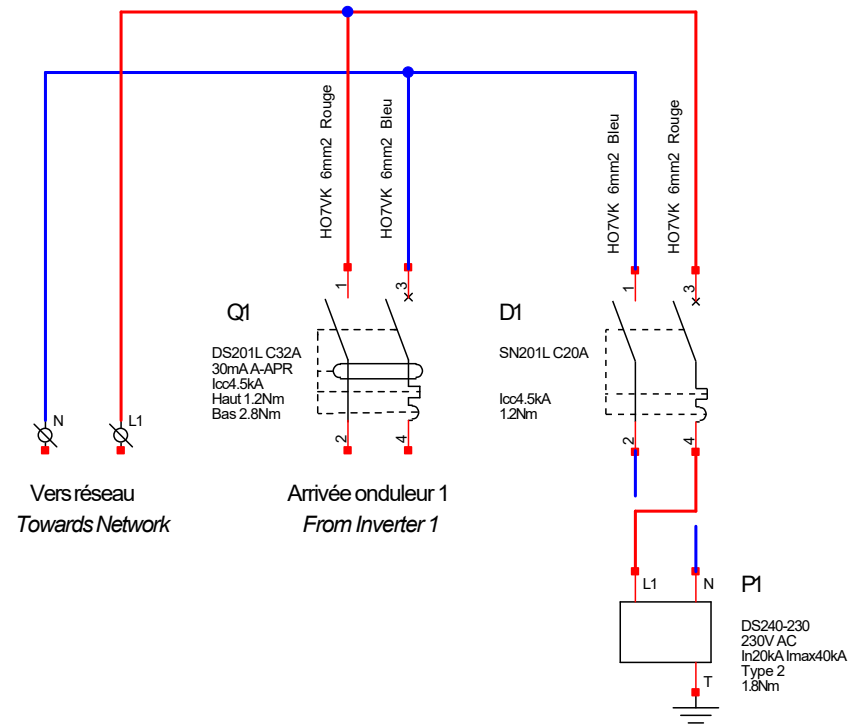 HO7VK 6mm2 Rouge
HO7VK 6mm2 Bleu
HO7VK 6mm2 Bleu
HO7VK 6mm2 Rouge
1
3
1
3
Q1
DS201L C32A
30mA A-APR
Icc4.5kA
Haut 1.2Nm
Bas 2.8Nm
D1
SN201L C20A
Icc4.5kA
1.2Nm
N
L1
2
4
2
4
Vers réseau
Towards Network
Arrivée onduleur 1
From Inverter 1
L1
N
P1
DS240-230
230V AC
In20kA Imax40kA
Type 2
1.8Nm
T